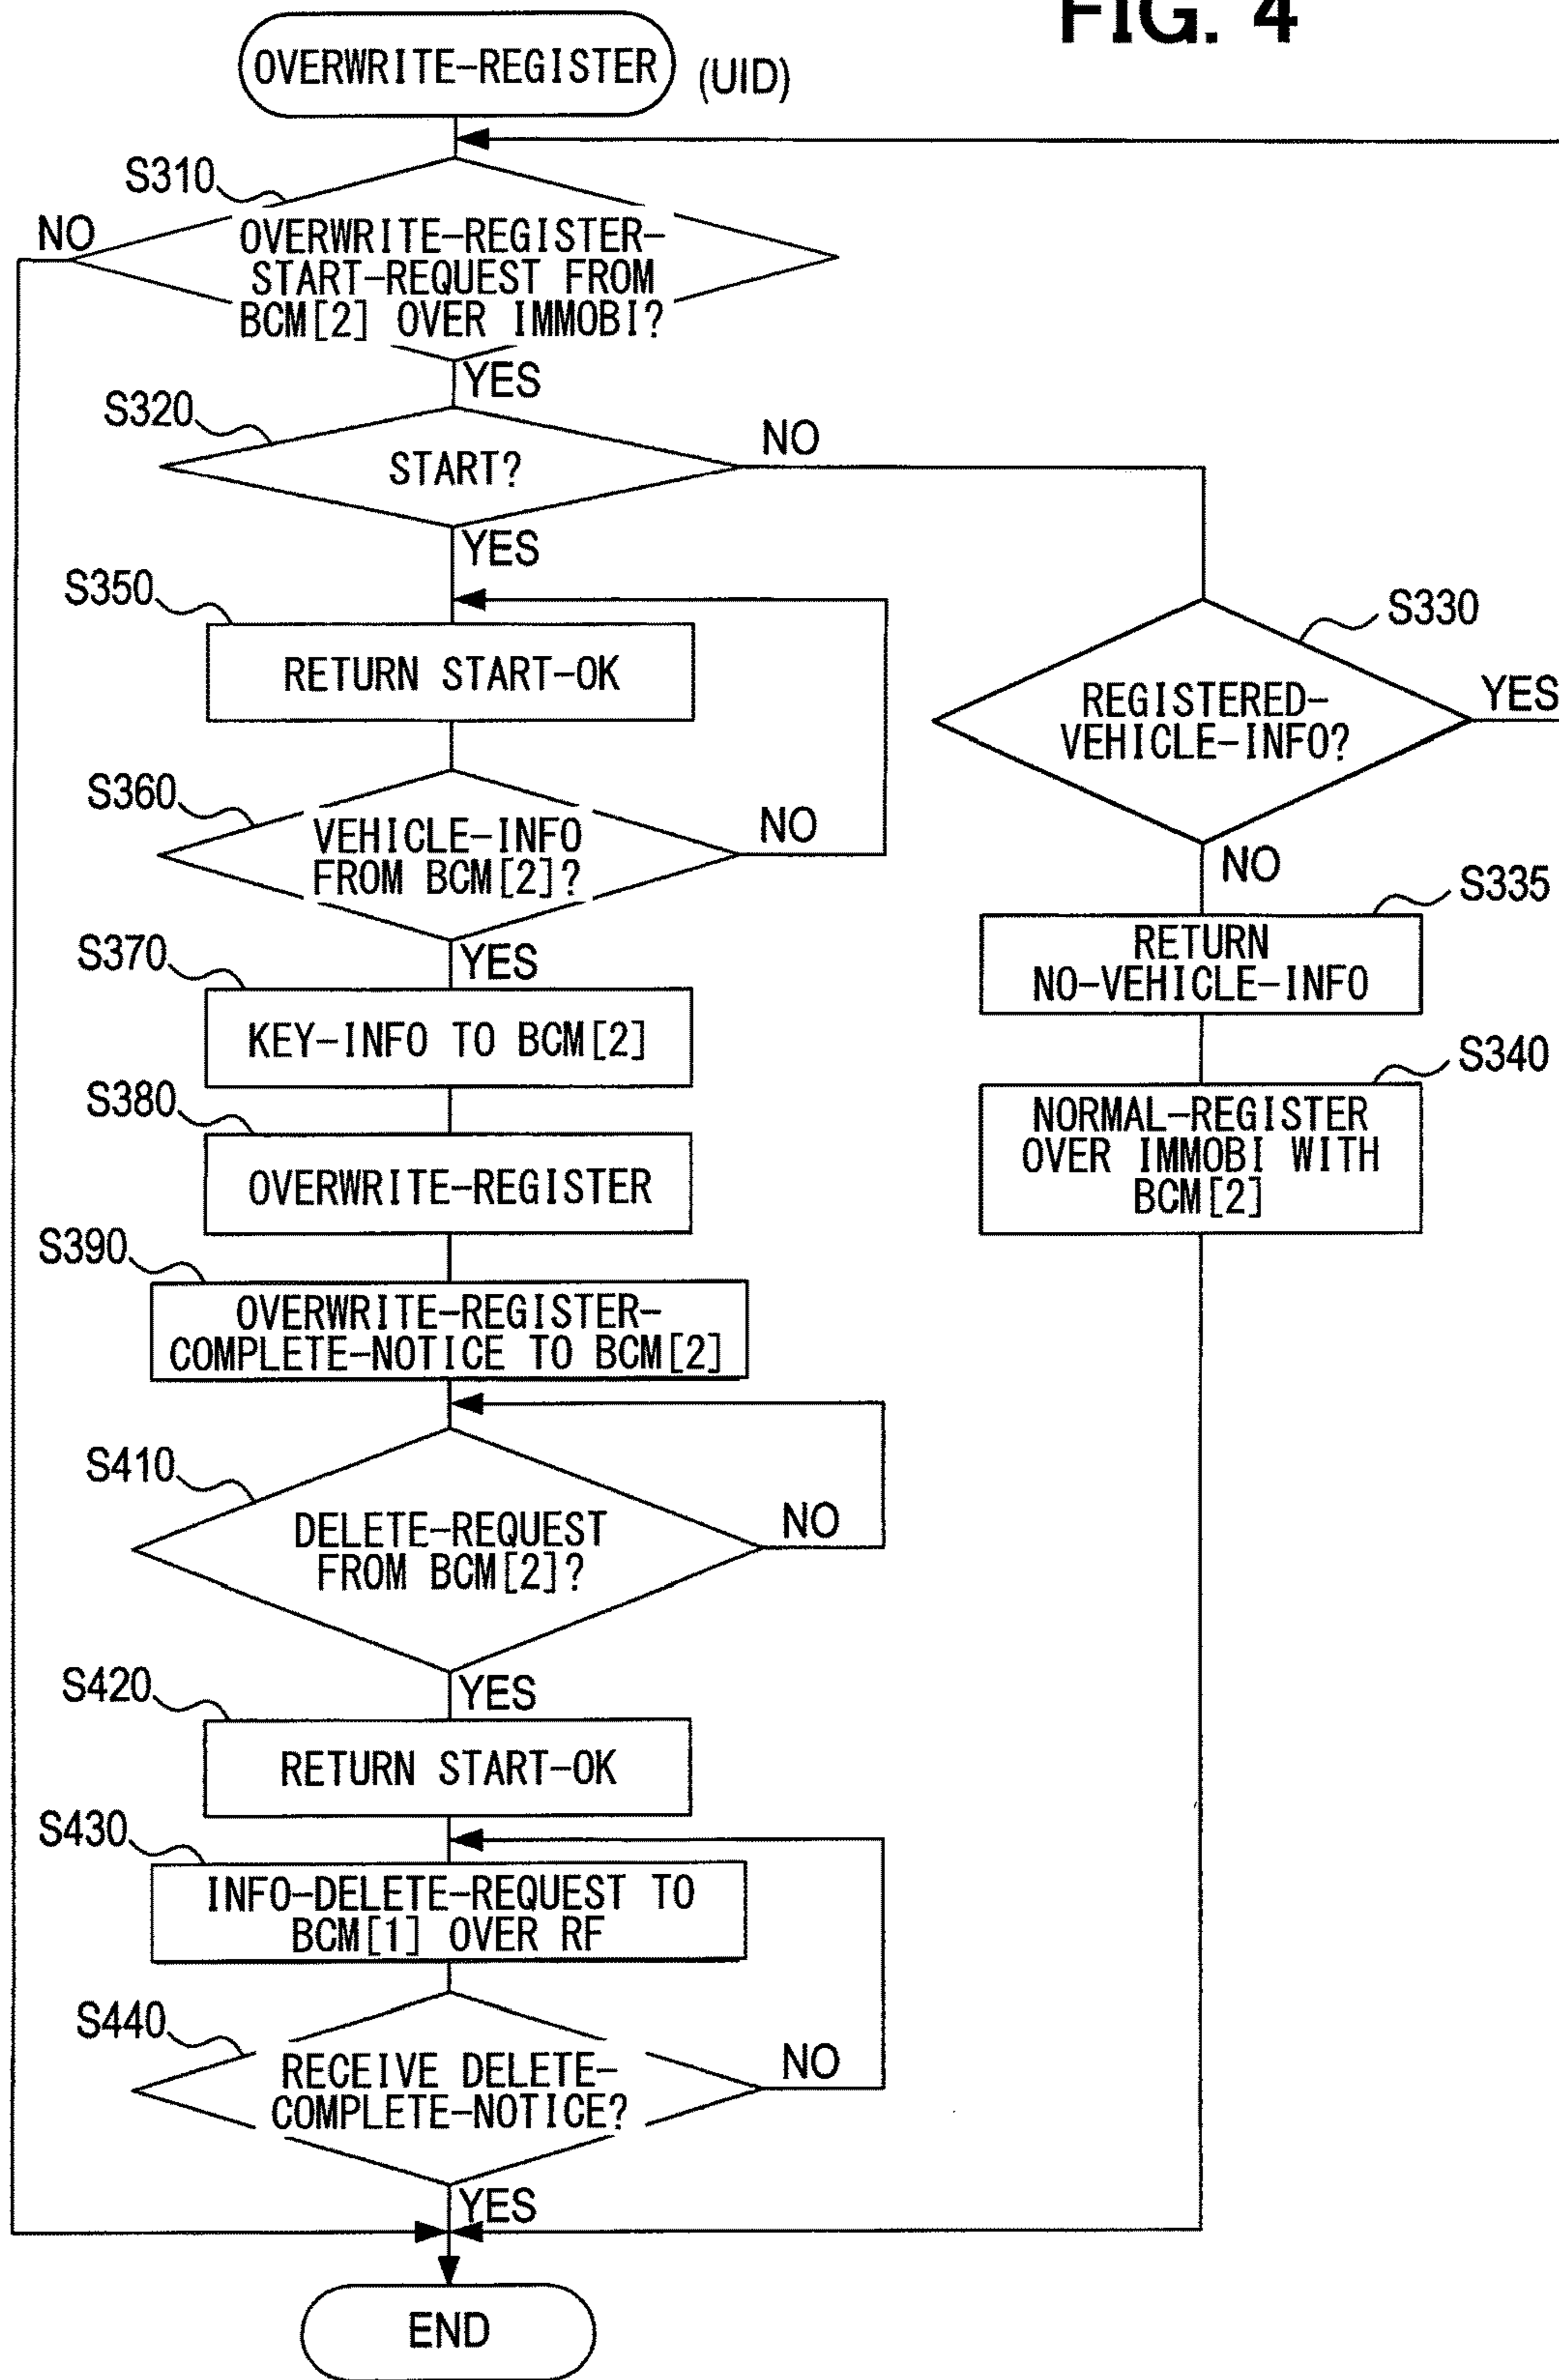 FIG. 4
OVERWRITE-REGISTER
(UID)
S310
NO
OVERWRITE-REGISTER-
START-REQUEST FROM
BCM[2] OVER IMMOBI?
YES
S320
START?
NO
YES
S350
RETURN START-OK
S330
REGISTERED-
VEHICLE-INFO?
YES
S360
VEHICLE-INFO
FROM BCM[2]?
NO
YES
NO
S335
RETURN
NO-VEHICLE-INFO
S370
KEY-INFO TO BCM[2]
S340
NORMAL-REGISTER
OVER IMMOBI WITH
BCM[2]
S380
OVERWRITE-REGISTER
S390
OVERWRITE-REGISTER-
COMPLETE-NOTICE TO BCM[2]
S410
DELETE-REQUEST
FROM BCM[2]?
NO
YES
S420
RETURN START-OK
S430
INFO-DELETE-REQUEST TO
BCM[1] OVER RF
S440
RECEIVE DELETE-
COMPLETE-NOTICE?
NO
YES
END